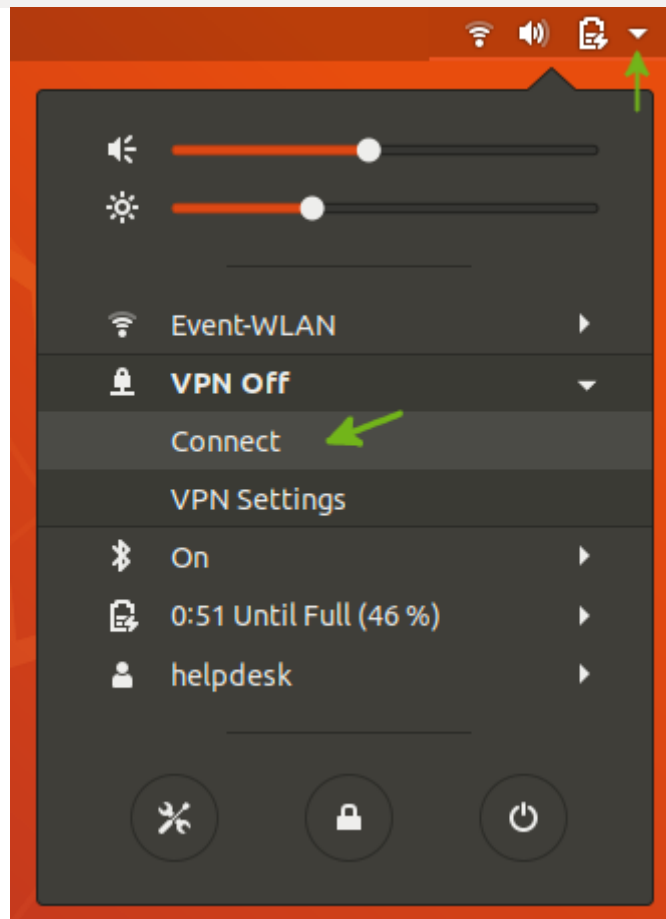 Event-WLAN
VPN Off
Connect
VPN Settings
On
0:51 Until Full (46 %)
helpdesk